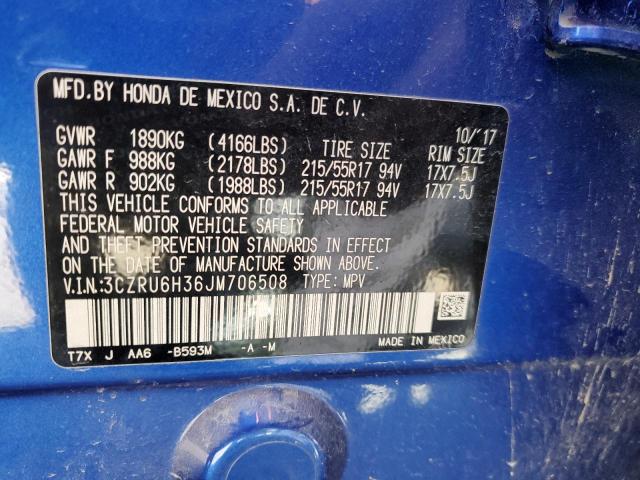 MFD. BY HONDA DE MEXICO S.A. DE C.V.
10/'17
GVWR 1890KG (4166LBS) TIRE SIZE RIM SIZE
GAWR F 988KG (2178LBS) 215/55R17 94V 17X7.5J
GAWR R 902KG (1988LBS) 215/55R17 94V 17X7.5J
THIS VEHICLE CONFORMS TO ALL APPLICABLE
FEDERAL MOTOR VEHICLE SAFETY
AND THEFT PREVENTION STANDARDS IN EFFECT
ON THE DATE OF MANUFACTURE SHOWN ABOVE.
V.I.N.:3CZRU6H36JM706508 TYPE: MPV
T7X J AA6 -B593M -A -M MADE IN MEXICO